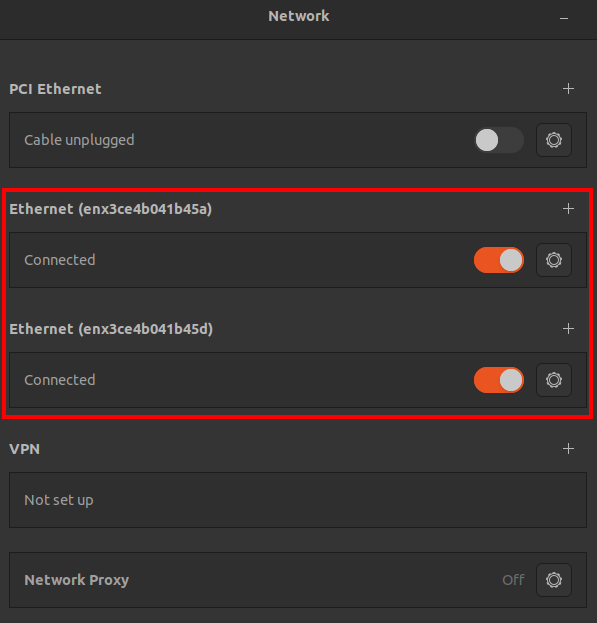 Network
PCI Ethernet
Cable unplugged
Ethernet (enx3ce4b041b45a)
Connected
Ethernet (enx3ce4b041b45d)
Connected
VPN
Not set up
Network Proxy Off